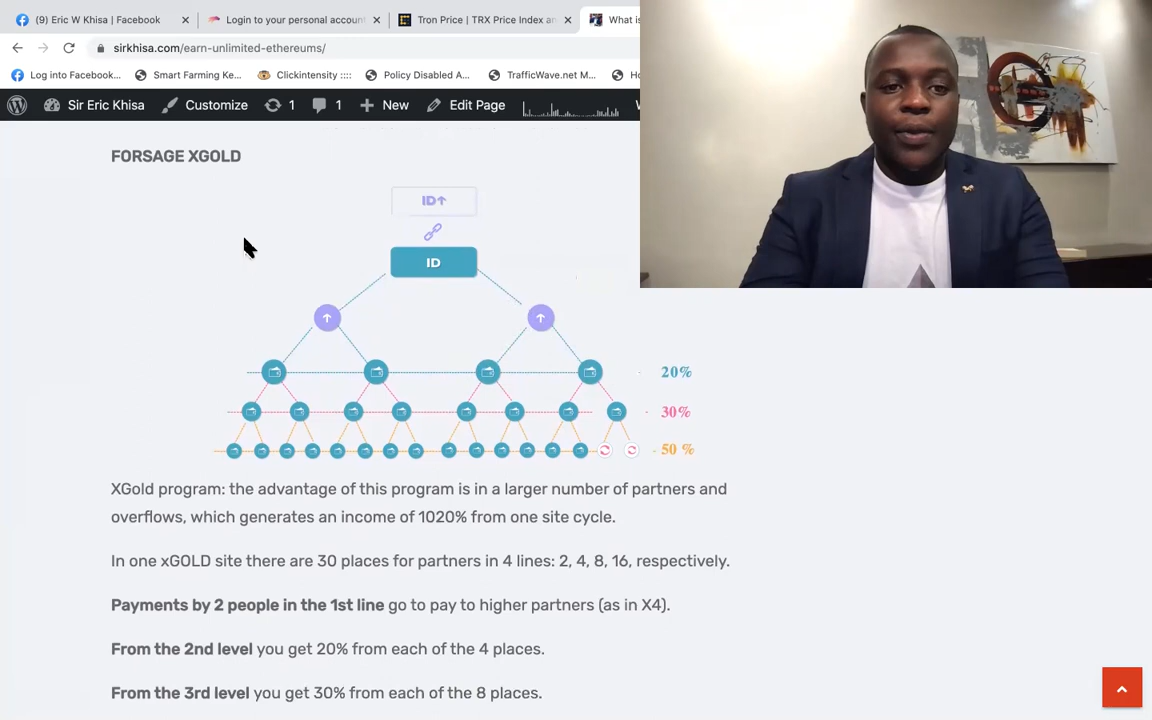 (9) Eric W Khisa | Facebook
Login to your personal accoun
Tron Price | TRX Price Index an
What is
sirkhisa.com/earn-unlimited-ethereums/
Log into Facebook...
Smart Farming Ke...
Clickintensity ::::
Policy Disabled A...
TrafficWave.net M...
Ho
Sir Eric Khisa
Customize
1
1
New
Edit Page
FORSAGE XGOLD
ID↑
ID
20%
30%
50 %
XGold program: the advantage of this program is in a larger number of partners and
overflows, which generates an income of 1020% from one site cycle.
In one xGOLD site there are 30 places for partners in 4 lines: 2, 4, 8, 16, respectively.
Payments by 2 people in the 1st line go to pay to higher partners (as in X4).
From the 2nd level you get 20% from each of the 4 places.
From the 3rd level you get 30% from each of the 8 places.